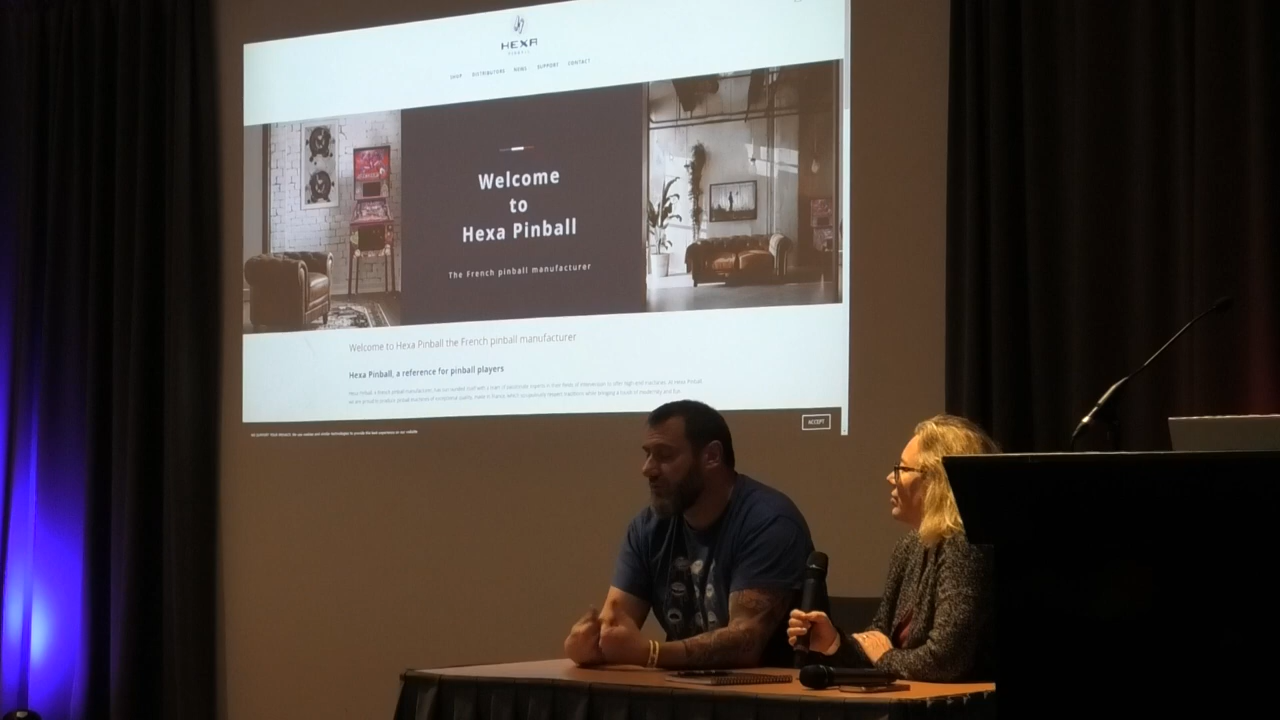 HEXA
PINBALL
SHOP DISTRIBUTORS NEWS SUPPORT CONTACT
Welcome
to
Hexa Pinball
The French pinball manufacturer
Welcome to Hexa Pinball the French pinball manufacturer
Hexa Pinball, a reference for pinball players
ACCEPT